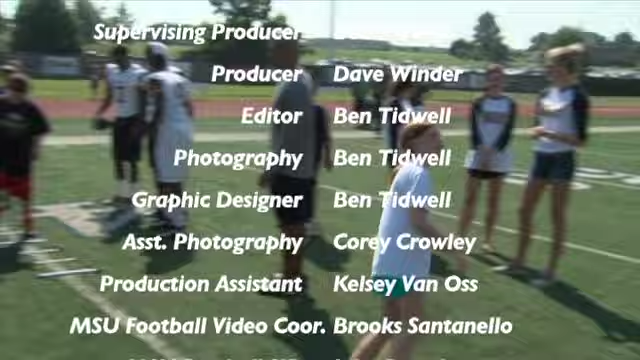 Supervising Producer
Producer Dave Winder
Editor Ben Tidwell
Photography Ben Tidwell
Graphic Designer Ben Tidwell
Asst. Photography Corey Crowley
Production Assistant Kelsey Van Oss
MSU Football Video Coor. Brooks Santanello